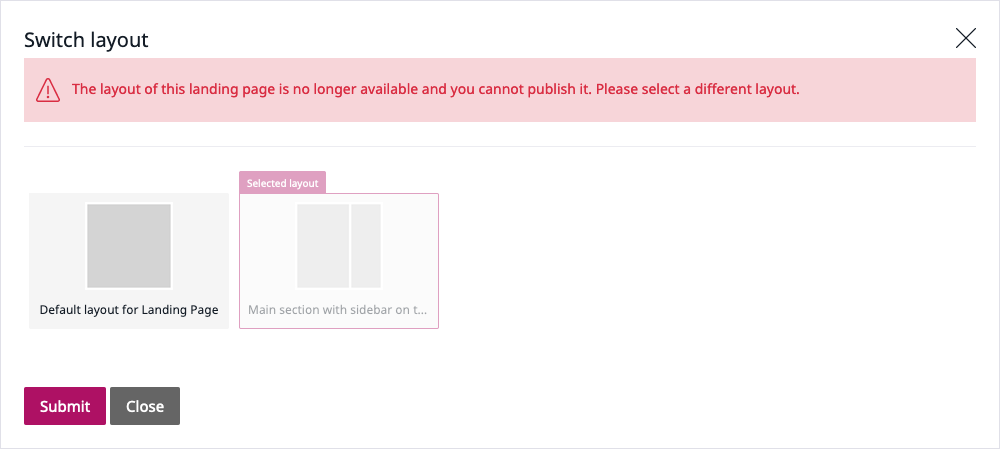 Switch layout
The layout of this landing page is no longer available and you cannot publish it. Please select a different layout.
Selected layout
Default layout for Landing Page
Main section with sidebar on t...
Submit
Close